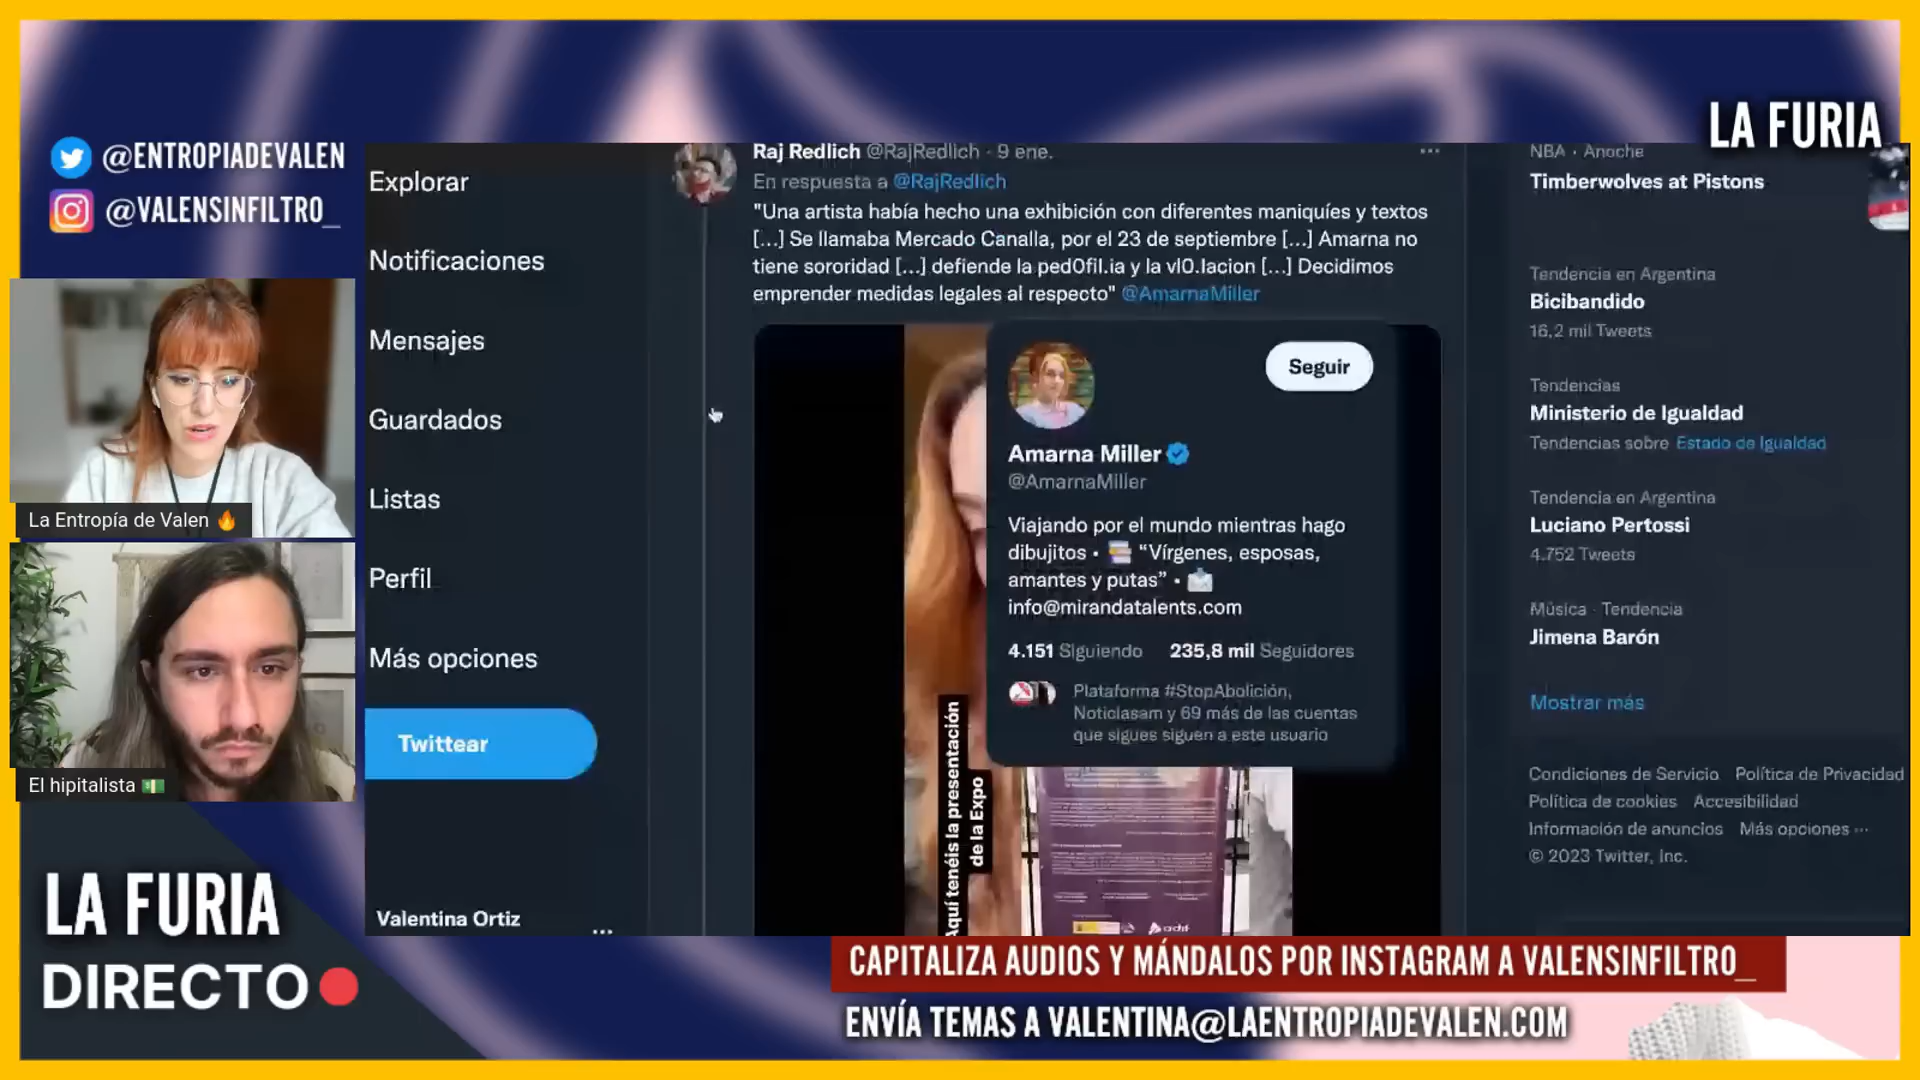 LA FURIA
@ENTROPIADEVALEN
@VALENSINFILTRO_
La Entropía de Valen 🔥
El hipitalista 💵
LA FURIA
DIRECTO
Explorar
Notificaciones
Mensajes
Guardados
Listas
Perfil
Más opciones
Twittear
Valentina Ortiz
...
Raj Redlich @RajRedlich · 9 ene.
...
En respuesta a @RajRedlich
"Una artista había hecho una exhibición con diferentes maniquíes y textos
[...] Se llamaba Mercado Canalla, por el 23 de septiembre [...] Amarna no
tiene sororidad [...] defiende la ped0fil.ia y la vI0.lacion [...] Decidimos
emprender medidas legales al respecto" @AmarnaMiller
Seguir
Amarna Miller
@AmarnaMiller
Viajando por el mundo mientras hago
dibujitos • 📚 “Vírgenes, esposas,
amantes y putas” • 📩
info@mirandatalents.com
4.151 Siguiendo 235,8 mil Seguidores
Plataforma #StopAbolición,
Noticiasam y 69 más de las cuentas
que sigues siguen a este usuario
Aquí tenéis la presentación
de la Expo
adif
NBA · Anoche
Timberwolves at Pistons
Tendencia en Argentina
Bicibandido
16,2 mil Tweets
Tendencias
Ministerio de Igualdad
Tendencias sobre Estado de Igualdad
Tendencia en Argentina
Luciano Pertossi
4.752 Tweets
Música · Tendencia
Jimena Barón
Mostrar más
Condiciones de Servicio Política de Privacidad
Política de cookies Accesibilidad
Información de anuncios Más opciones ...
© 2023 Twitter, Inc.
CAPITALIZA AUDIOS Y MÁNDALOS POR INSTAGRAM A VALENSINFILTRO_
ENVÍA TEMAS A VALENTINA@LAENTROPIADEVALEN.COM